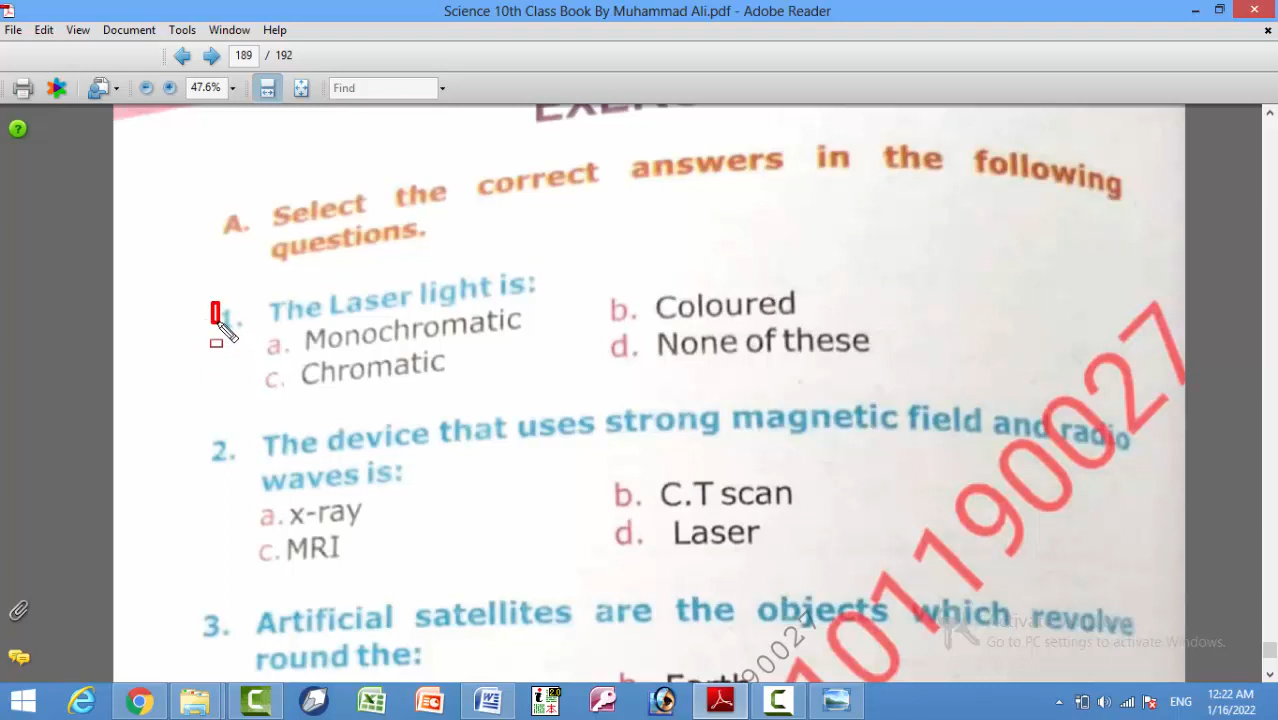 Science 10th Class Book By Muhammad Ali.pdf - Adobe Reader
File Edit View Document Tools Window Help
189 / 192
47.6% Find
A. Select the correct answers in the following
questions.
1. The Laser light is:
a. Monochromatic b. Coloured
c. Chromatic d. None of these
2. The device that uses strong magnetic field and radio
waves is:
a. x-ray b. C.T scan
c. MRI d. Laser
3. Artificial satellites are the objects which revolve
round the:
Go to PC settings to activate Windows.
ENG
12:22 AM
1/16/2022